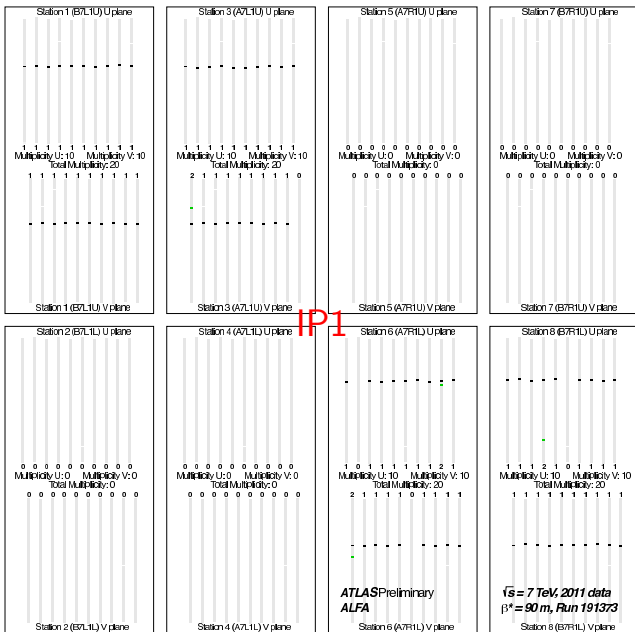 Station 1 (B7L1U) U plane
1 1 1 1 1 1 1 1 1 1
Multiplicity U: 10 Multiplicity V: 10
Total Multiplicity: 20
1 1 1 1 1 1 1 1 1 1
Station 1 (B7L1U) V plane
Station 3 (A7L1U) U plane
1 1 1 1 1 1 1 1 1 1
Multiplicity U: 10 Multiplicity V: 10
Total Multiplicity: 20
2 1 1 1 1 1 1 1 1 0
Station 3 (A7L1U) V plane
Station 5 (A7R1U) U plane
0 0 0 0 0 0 0 0 0 0
Multiplicity U: 0 Multiplicity V: 0
Total Multiplicity: 0
0 0 0 0 0 0 0 0 0 0
Station 5 (A7R1U) V plane
Station 7 (B7R1U) U plane
0 0 0 0 0 0 0 0 0 0
Multiplicity U: 0 Multiplicity V: 0
Total Multiplicity: 0
0 0 0 0 0 0 0 0 0 0
Station 7 (B7R1U) V plane
IP1
Station 2 (B7L1L) U plane
0 0 0 0 0 0 0 0 0 0
Multiplicity U: 0 Multiplicity V: 0
Total Multiplicity: 0
0 0 0 0 0 0 0 0 0 0
Station 2 (B7L1L) V plane
Station 4 (A7L1L) U plane
0 0 0 0 0 0 0 0 0 0
Multiplicity U: 0 Multiplicity V: 0
Total Multiplicity: 0
0 0 0 0 0 0 0 0 0 0
Station 4 (A7L1L) V plane
Station 6 (A7R1L) U plane
1 0 1 1 1 1 1 1 2 1
Multiplicity U: 10 Multiplicity V: 10
Total Multiplicity: 20
2 1 1 1 1 0 1 1 1 1
ATLAS Preliminary
ALFA
Station 6 (A7R1L) V plane
Station 8 (B7R1L) U plane
1 1 1 2 1 0 1 1 1 1
Multiplicity U: 10 Multiplicity V: 10
Total Multiplicity: 20
1 1 1 1 1 1 1 1 1 1
√s = 7 TeV, 2011 data
β* = 90 m, Run 191373
Station 8 (B7R1L) V plane